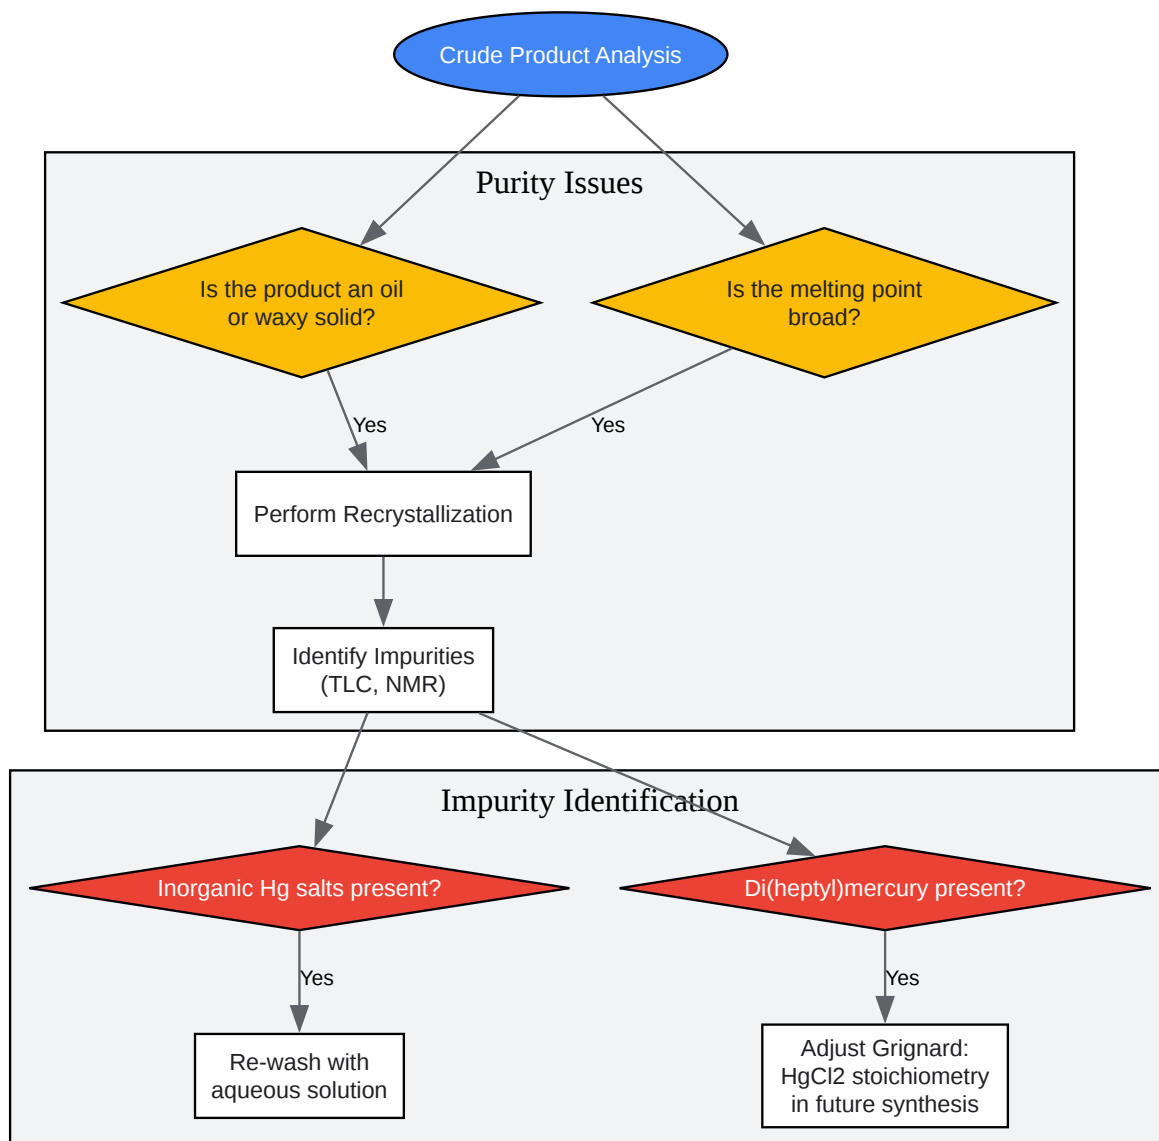 Crude Product Analysis
Purity Issues
Is the product an oil
or waxy solid?
Is the melting point
broad?
Yes
Yes
Perform Recrystallization
Identify Impurities
(TLC, NMR)
Impurity Identification
Inorganic Hg salts present?
Di(heptyl)mercury present?
Yes
Yes
Re-wash with
aqueous solution
Adjust Grignard:
HgCl2 stoichiometry
in future synthesis